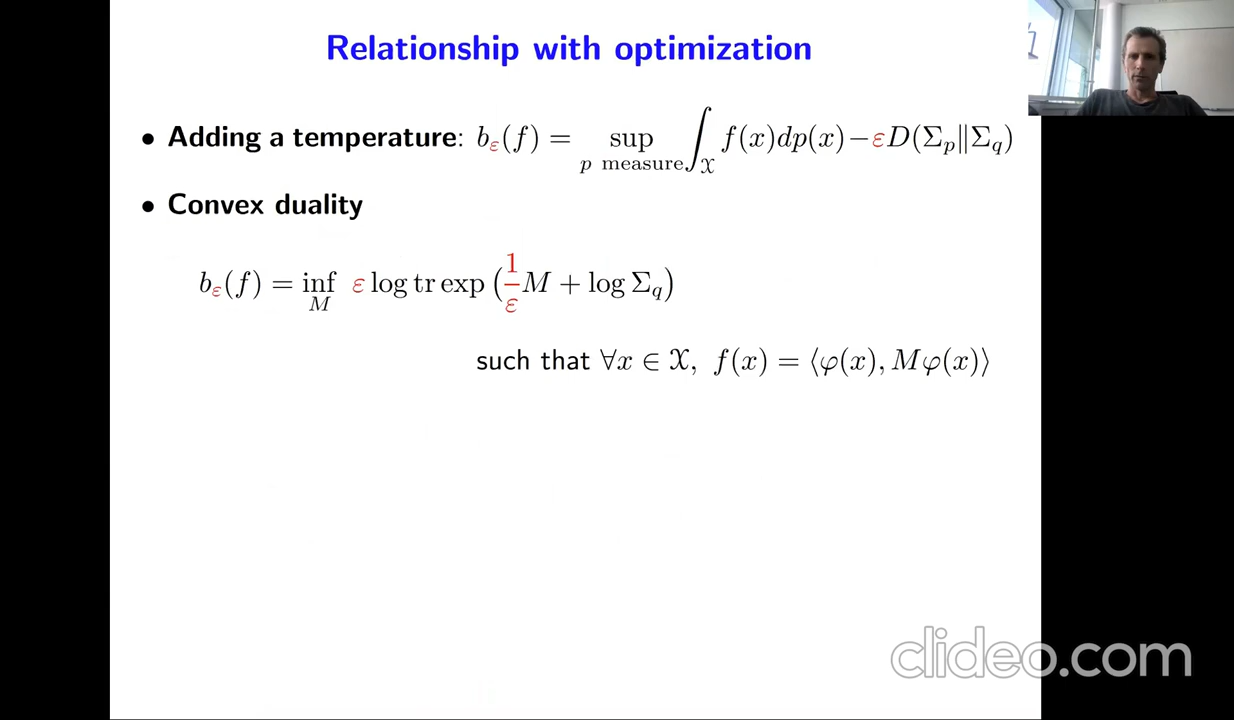 Relationship with optimization
• Adding a temperature: b_ε(f) = sup_{p measure} ∫_𝒳 f(x)dp(x) − εD(Σ_p‖Σ_q)
• Convex duality
b_ε(f) = inf_M ε log tr exp (1/ε M + log Σ_q)
such that ∀x ∈ 𝒳, f(x) = ⟨φ(x), Mφ(x)⟩
clideo.com